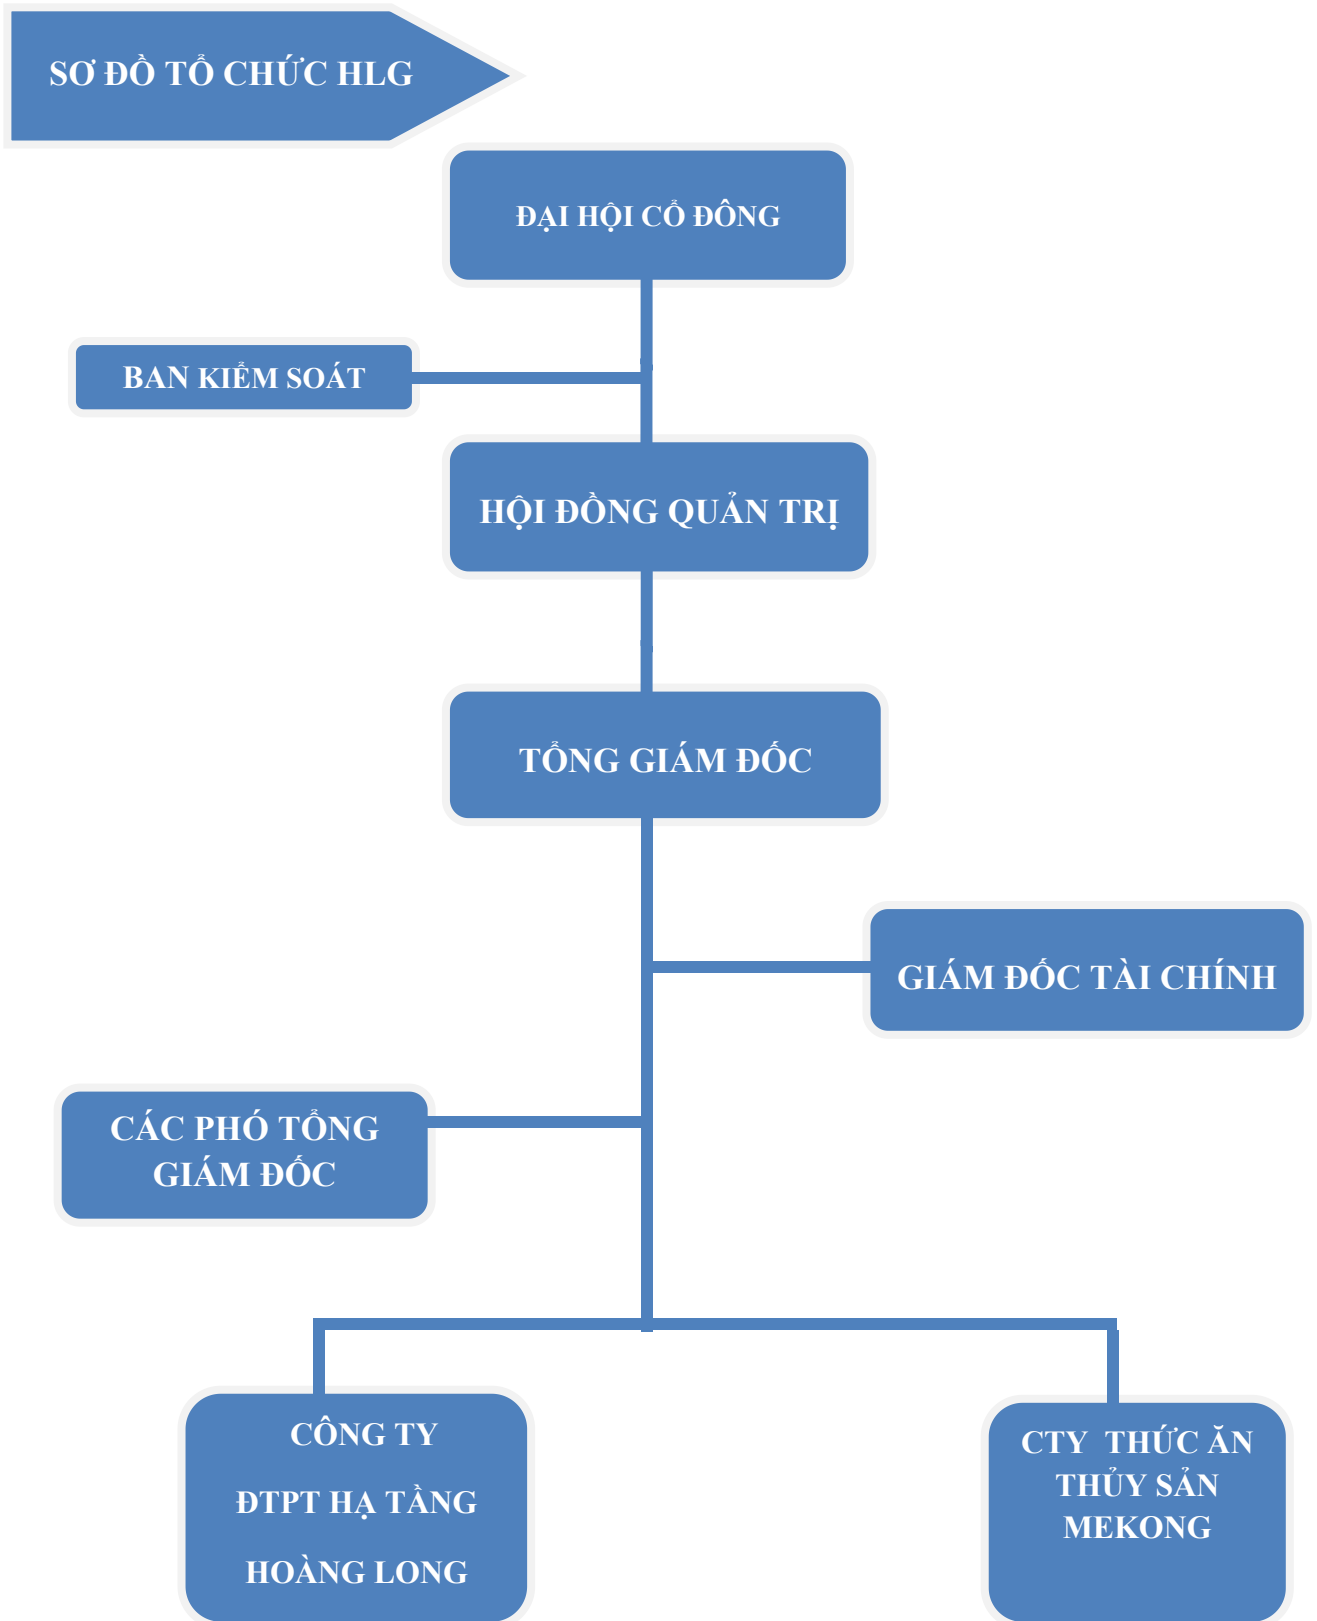 SƠ ĐỒ TỔ CHỨC HLG
ĐẠI HỘI CỔ ĐÔNG
BAN KIỂM SOÁT
HỘI ĐỒNG QUẢN TRỊ
TỔNG GIÁM ĐỐC
GIÁM ĐỐC TÀI CHÍNH
CÁC PHÓ TỔNG
GIÁM ĐỐC
CÔNG TY
ĐTPT HẠ TẦNG
HOÀNG LONG
CTY THỨC ĂN
THỦY SẢN
MEKONG